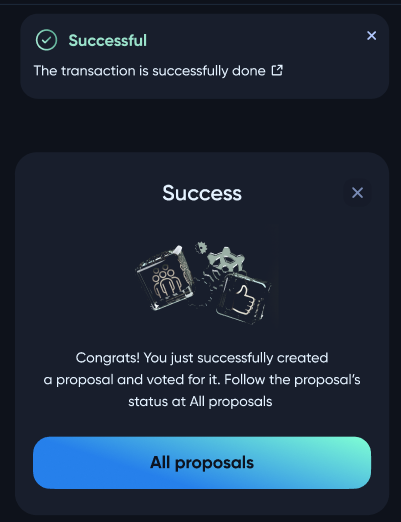 Successful
The transaction is successfully done
Success
Congrats! You just successfully created
a proposal and voted for it. Follow the proposal's
status at All proposals
All proposals